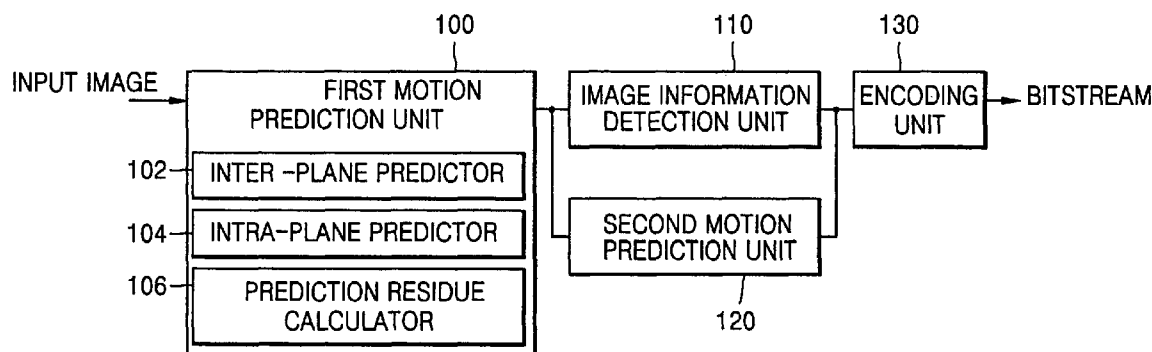 100
110
130
INPUT IMAGE
FIRST MOTION
PREDICTION UNIT
IMAGE INFORMATION
DETECTION UNIT
ENCODING
UNIT
BITSTREAM
102
INTER -PLANE PREDICTOR
104
INTRA-PLANE PREDICTOR
SECOND MOTION
PREDICTION UNIT
106
PREDICTION RESIDUE
CALCULATOR
120